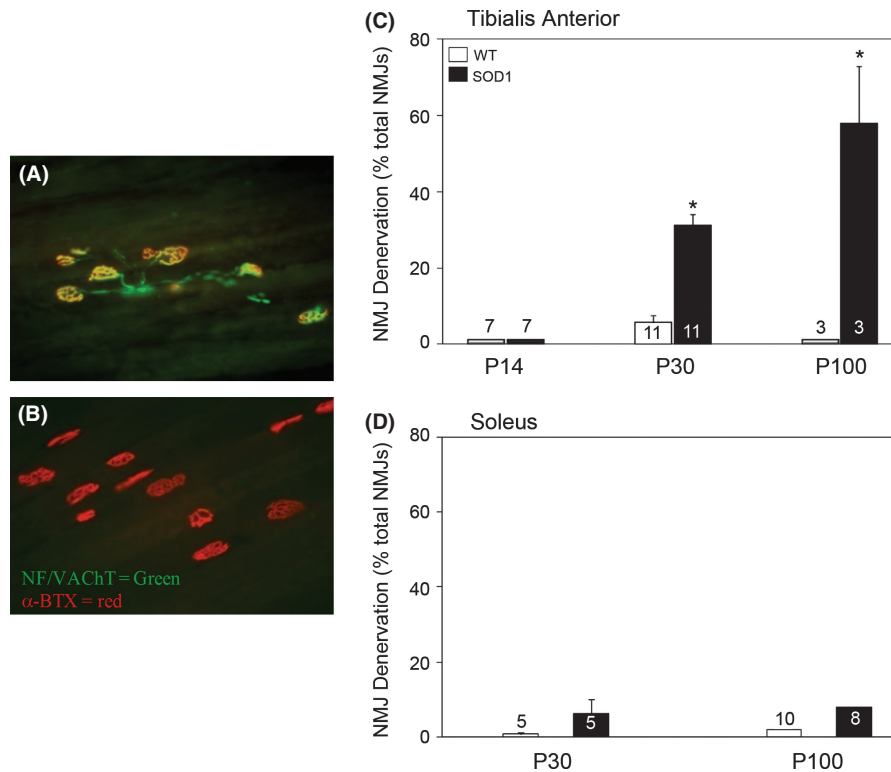 (A)
(B)
NF/VAChT = Green
α-BTX = red
(C) Tibialis Anterior
NMJ Denervation (% total NMJs)
80
60
40
20
0
WT
SOD1
*
*
7 7 11 11 3 3
P14 P30 P100
(D) Soleus
NMJ Denervation (% total NMJs)
80
60
40
20
0
5 5 10 8
P30 P100